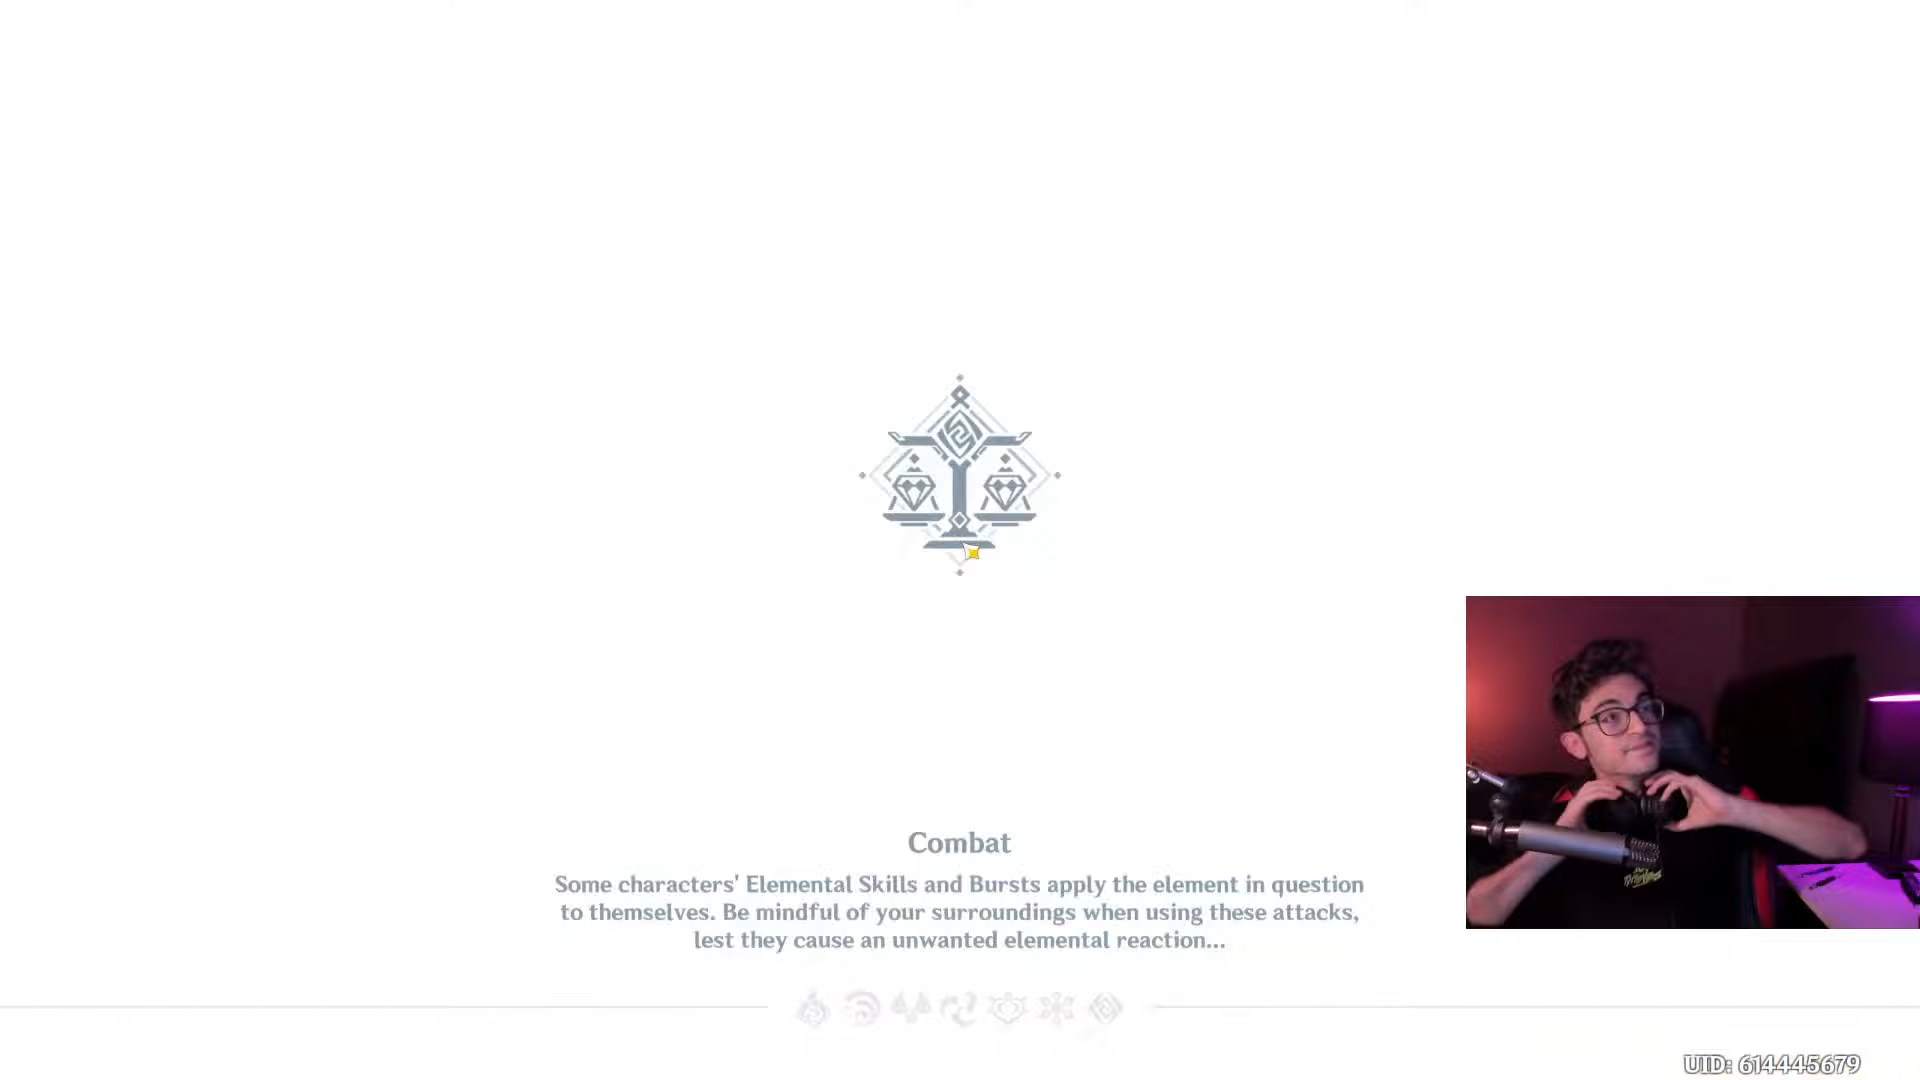 Combat
Some characters' Elemental Skills and Bursts apply the element in question
to themselves. Be mindful of your surroundings when using these attacks,
lest they cause an unwanted elemental reaction...
UID: 614445679